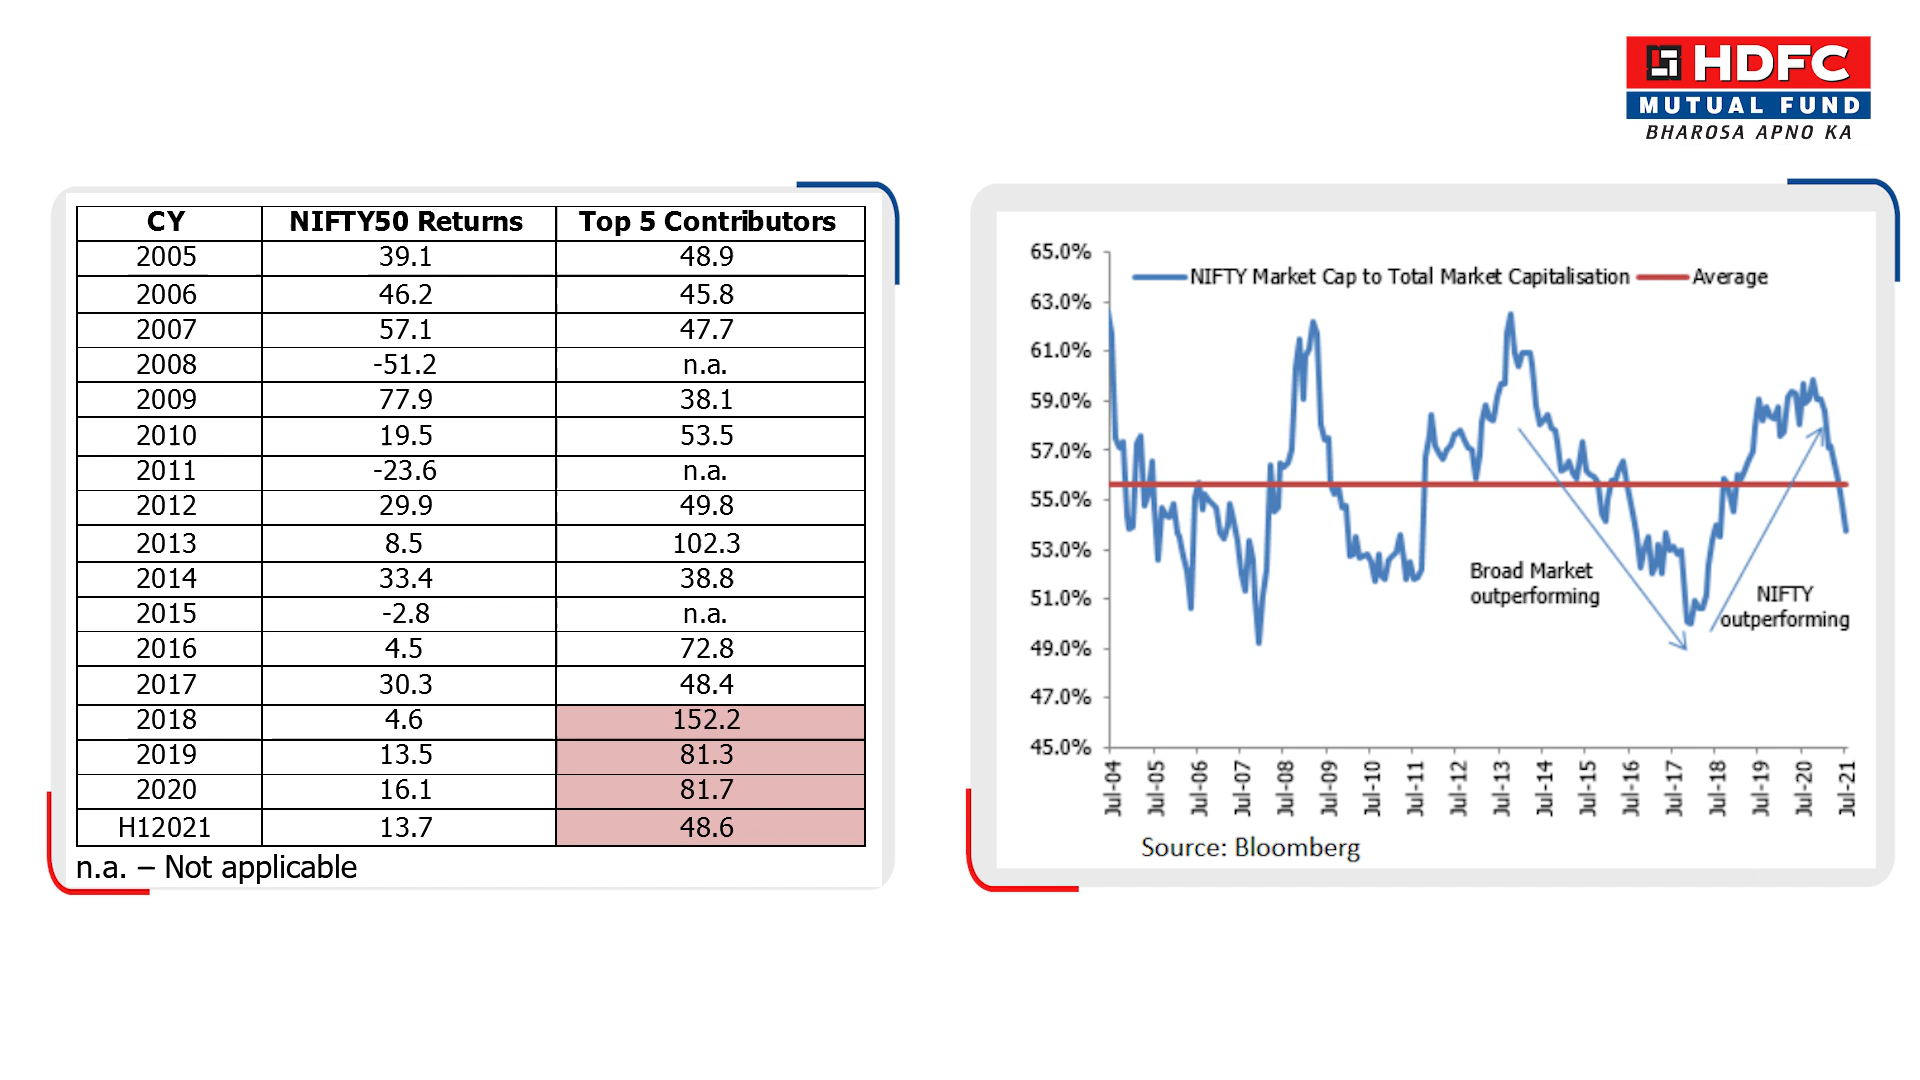 HDFC
MUTUAL FUND
BHAROSA APNO KA
CY NIFTY50 Returns Top 5 Contributors
2005 39.1 48.9
2006 46.2 45.8
2007 57.1 47.7
2008 -51.2 n.a.
2009 77.9 38.1
2010 19.5 53.5
2011 -23.6 n.a.
2012 29.9 49.8
2013 8.5 102.3
2014 33.4 38.8
2015 -2.8 n.a.
2016 4.5 72.8
2017 30.3 48.4
2018 4.6 152.2
2019 13.5 81.3
2020 16.1 81.7
H12021 13.7 48.6
n.a. – Not applicable
65.0%
NIFTY Market Cap to Total Market Capitalisation Average
63.0%
61.0%
59.0%
57.0%
55.0%
53.0%
51.0%
49.0%
47.0%
45.0%
Broad Market
outperforming
NIFTY
outperforming
Jul-04 Jul-05 Jul-06 Jul-07 Jul-08 Jul-09 Jul-10 Jul-11 Jul-12 Jul-13 Jul-14 Jul-15 Jul-16 Jul-17 Jul-18 Jul-19 Jul-20 Jul-21
Source: Bloomberg